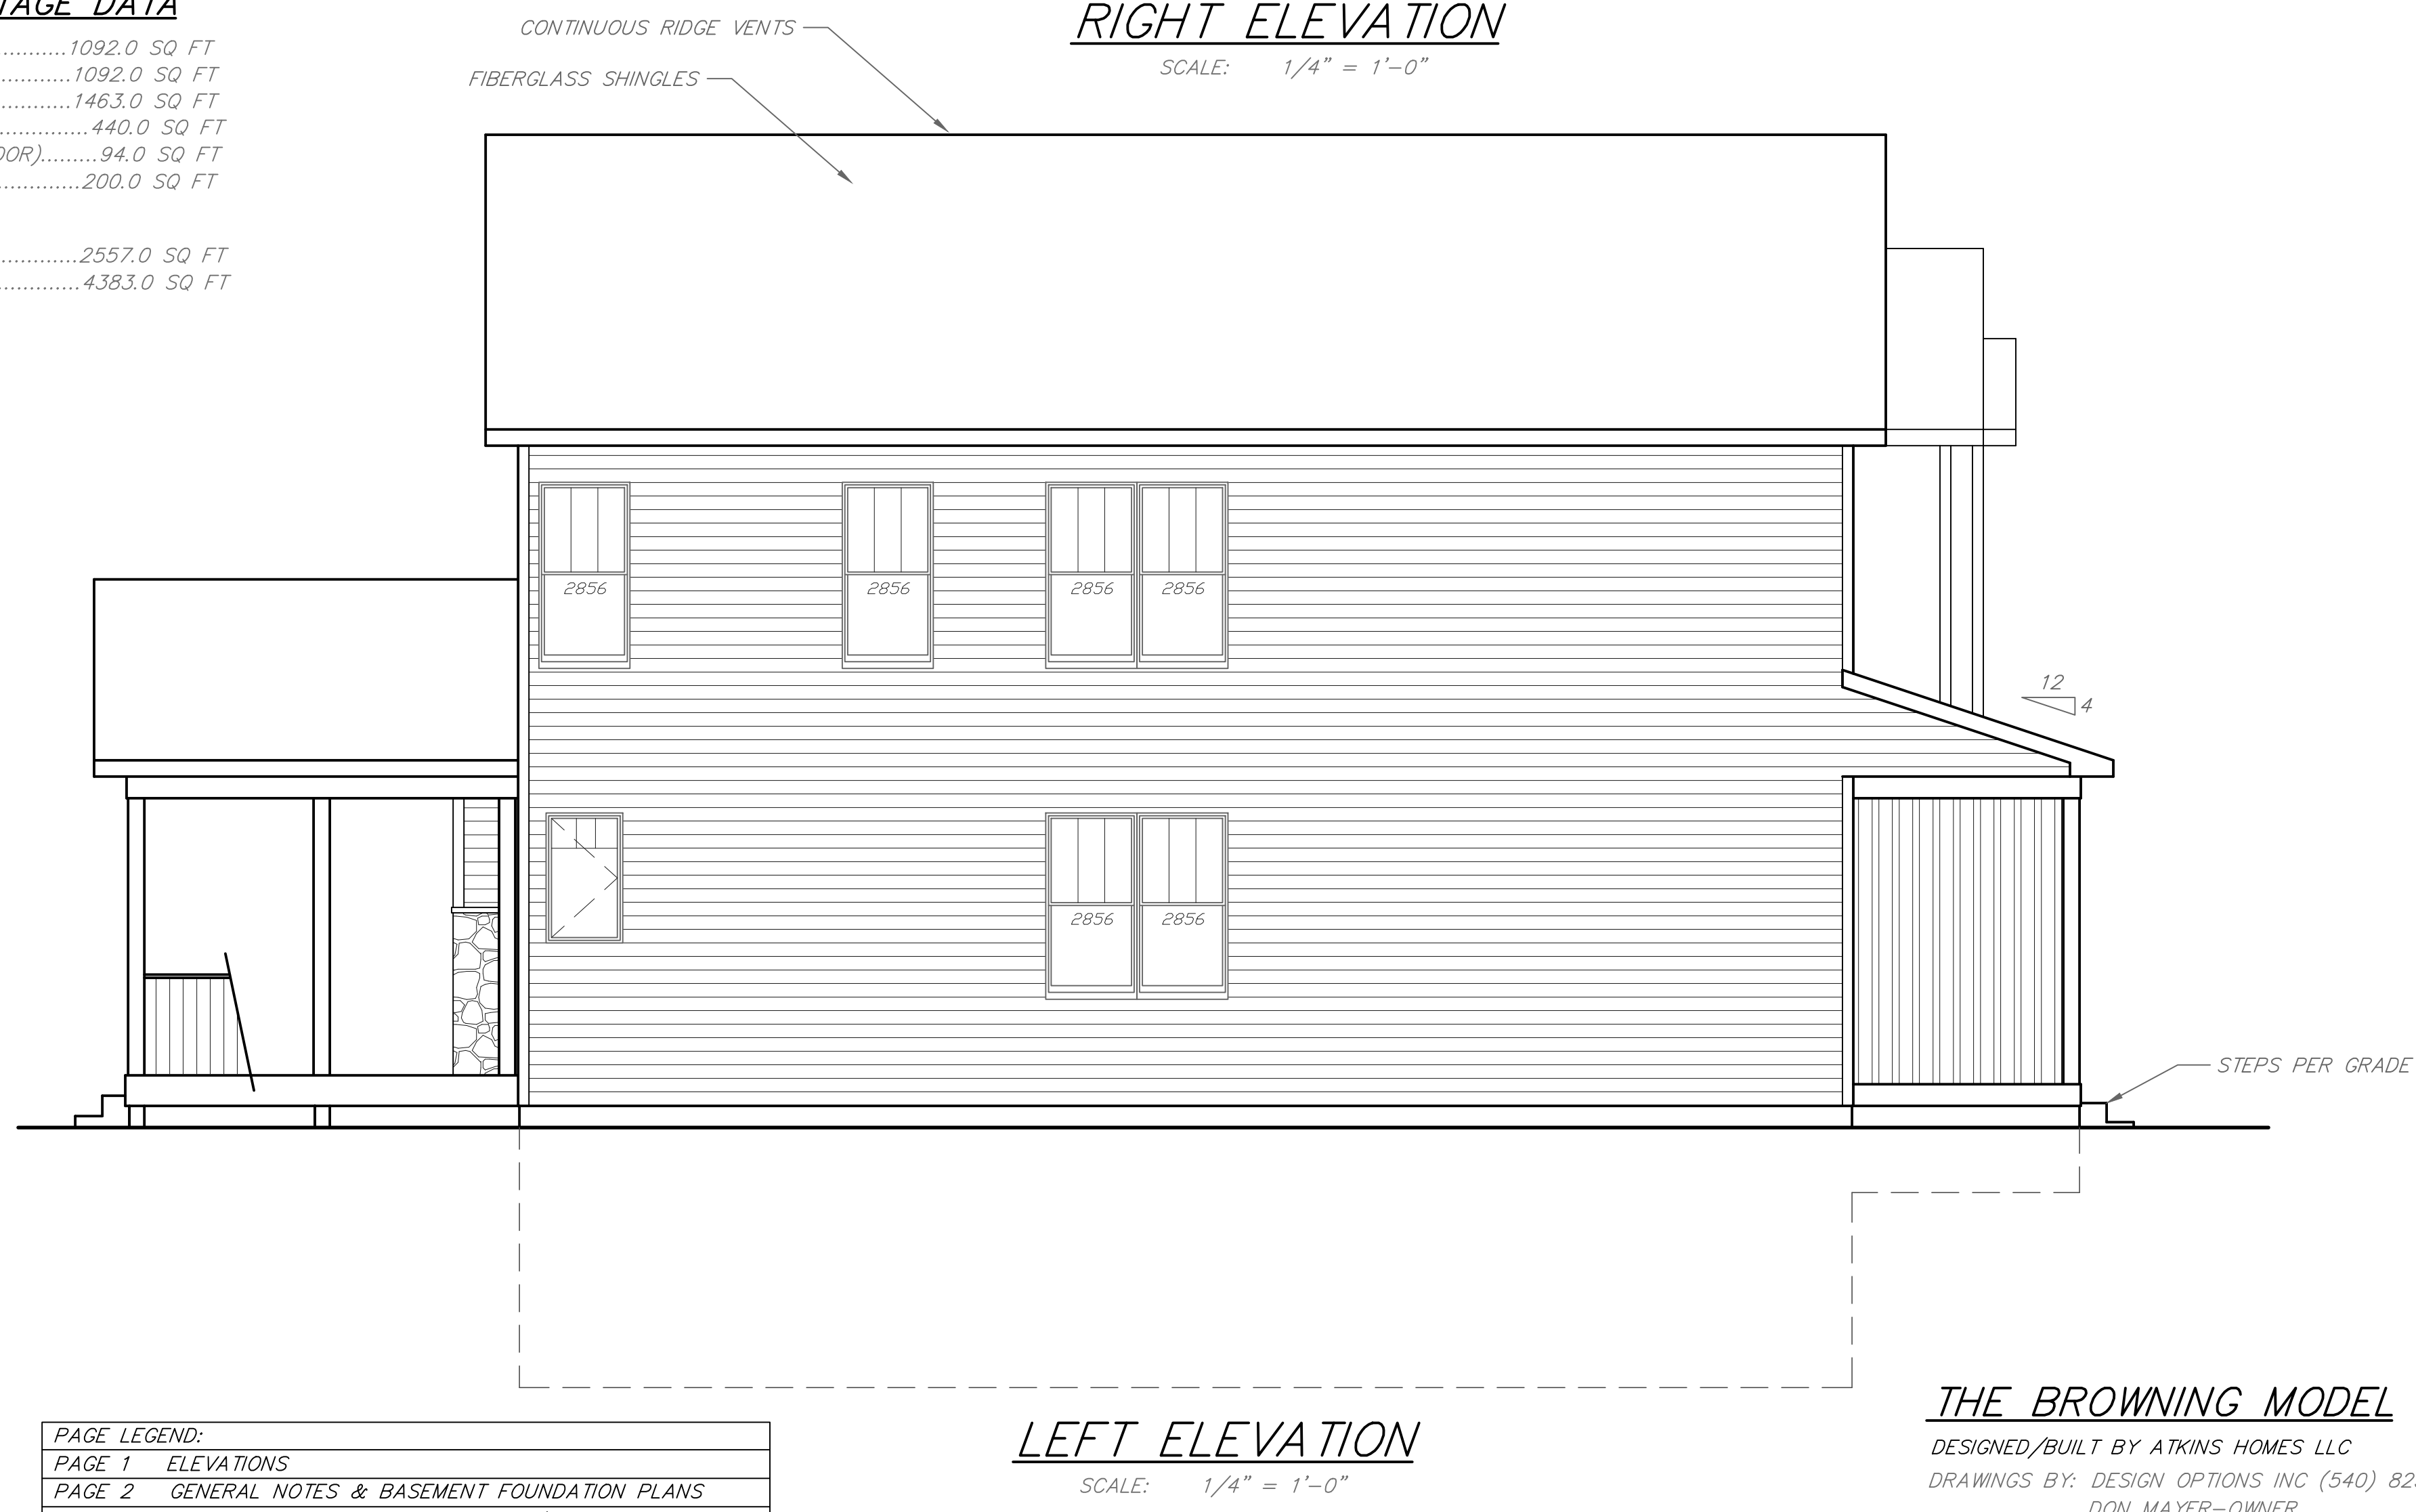 RIGHT ELEVATION
SCALE: 1/4" = 1'-0"
DATA
...........1092.0 SQ FT
............1092.0 SQ FT
............1463.0 SQ FT
..............440.0 SQ FT
.........94.0 SQ FT
.............200.0 SQ FT
............2557.0 SQ FT
.............4383.0 SQ FT
CONTINUOUS RIDGE VENTS
FIBERGLASS SHINGLES
2856 2856 2856 2856
12
4
2856 2856
STEPS PER GRADE
LEFT ELEVATION
SCALE: 1/4" = 1'-0"
PAGE LEGEND:
PAGE 1 ELEVATIONS
PAGE 2 GENERAL NOTES & BASEMENT FOUNDATION PLANS
THE BROWNING MODEL
DESIGNED/BUILT BY ATKINS HOMES LLC
DRAWINGS BY: DESIGN OPTIONS INC (540)
DON MAYER-OWNER